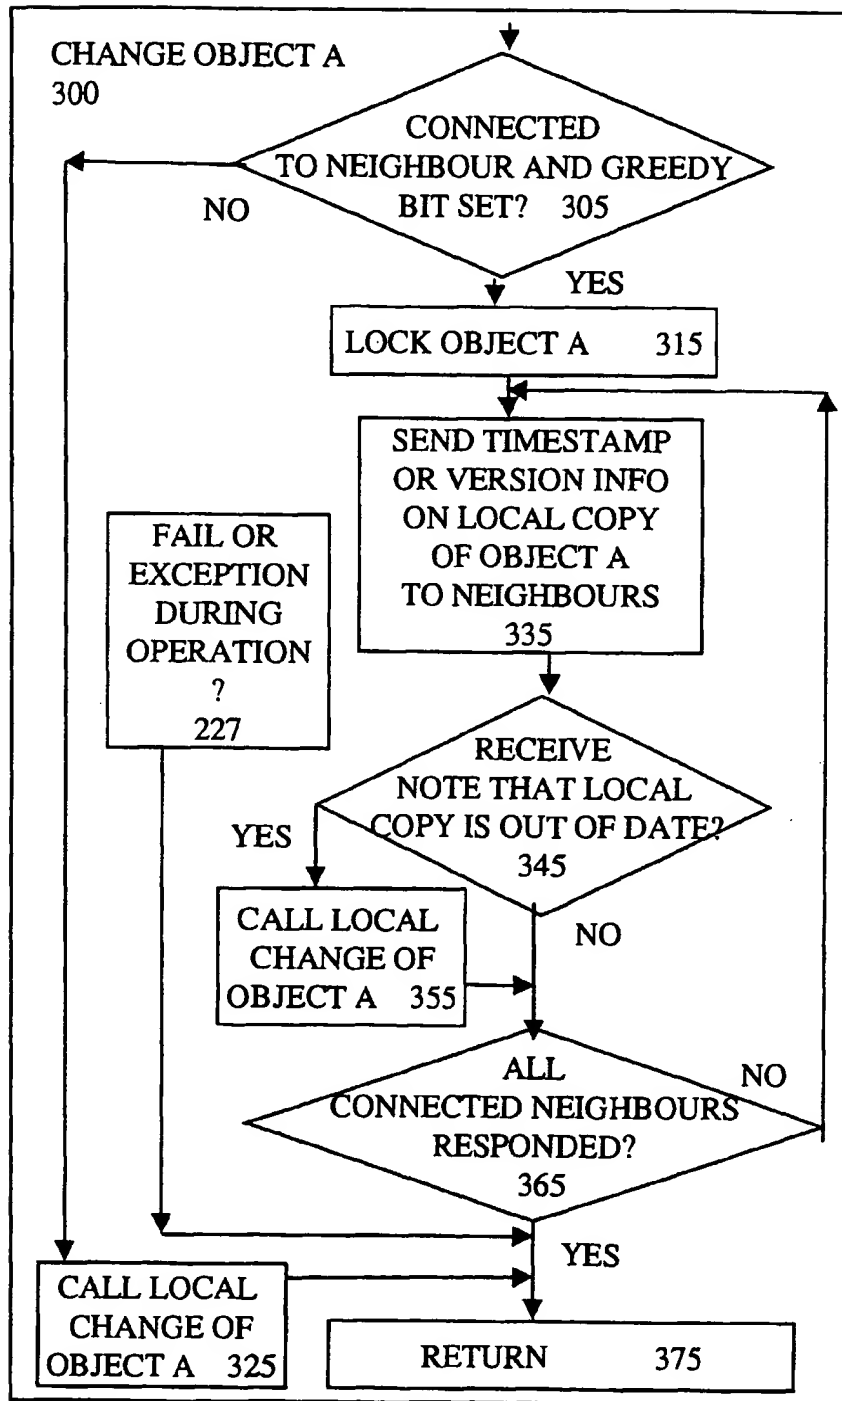 CHANGE OBJECT A
300
CONNECTED
TO NEIGHBOUR AND GREEDY
BIT SET? 305
NO
YES
LOCK OBJECT A 315
SEND TIMESTAMP
OR VERSION INFO
ON LOCAL COPY
OF OBJECT A
TO NEIGHBOURS
335
FAIL OR
EXCEPTION
DURING
OPERATION
?
227
RECEIVE
NOTE THAT LOCAL
COPY IS OUT OF DATE?
345
YES
NO
CALL LOCAL
CHANGE OF
OBJECT A 355
ALL
CONNECTED NEIGHBOURS
RESPONDED?
365
NO
YES
CALL LOCAL
CHANGE OF
OBJECT A 325
RETURN 375